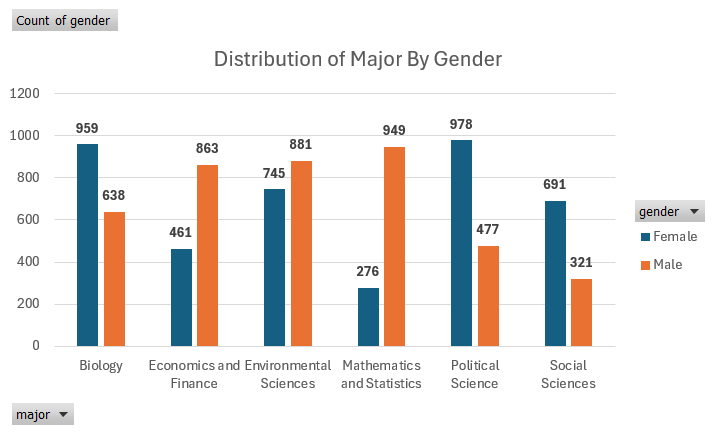 Count of gender
Distribution of Major By Gender
1200
1000
800
600
400
200
0
959
638
461
863
745
881
276
949
978
477
691
321
Biology
Economics and
Finance
Environmental
Sciences
Mathematics
and Statistics
Political
Science
Social
Sciences
gender
Female
Male
major